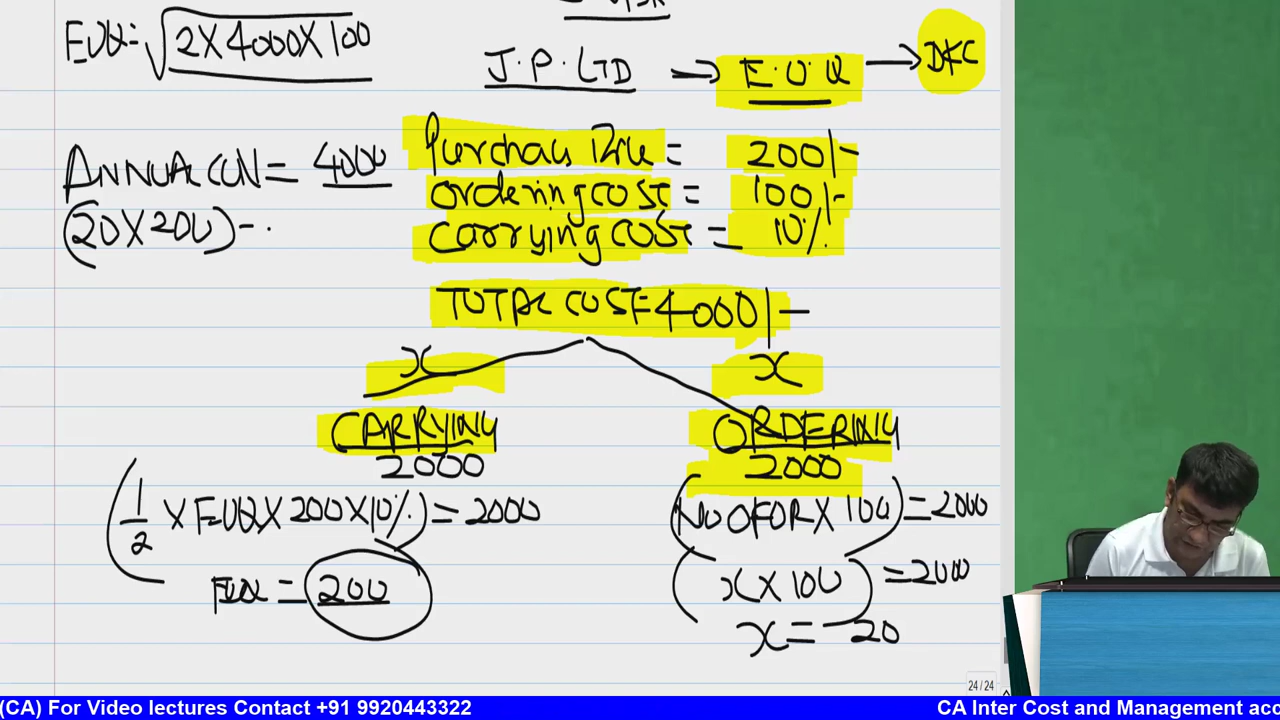 EOQ = √2X4000X100
J.P. LTD → E.O.Q → DKC
ANNUAL CON = 4000
(20X200) -
Purchase Price = 200/-
ordering cost = 100/-
carrying cost = 10%
TOTAL COST = 4000/-
x x
CARRYING ORDERING
2000 2000
(1/2 X EOQ X 200 X 10%) = 2000
EOQ = 200
(NO OF OR X 100) = 2000
(x X 100) = 2000
x = 20
24 / 24
(CA) For Video lectures Contact +91 9920443322
CA Inter Cost and Management acc